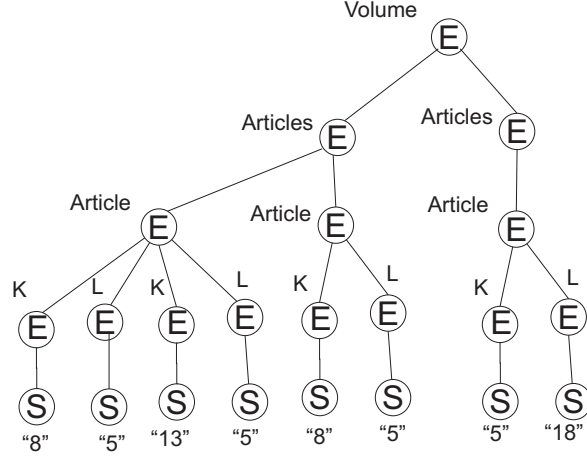 Volume
E
Articles Articles
E E
Article Article Article
E E E
K L K L K L K L
E E E E E E E E
S S S S S S S S
“8” “5” “13” “5” “8” “5” “5” “18”